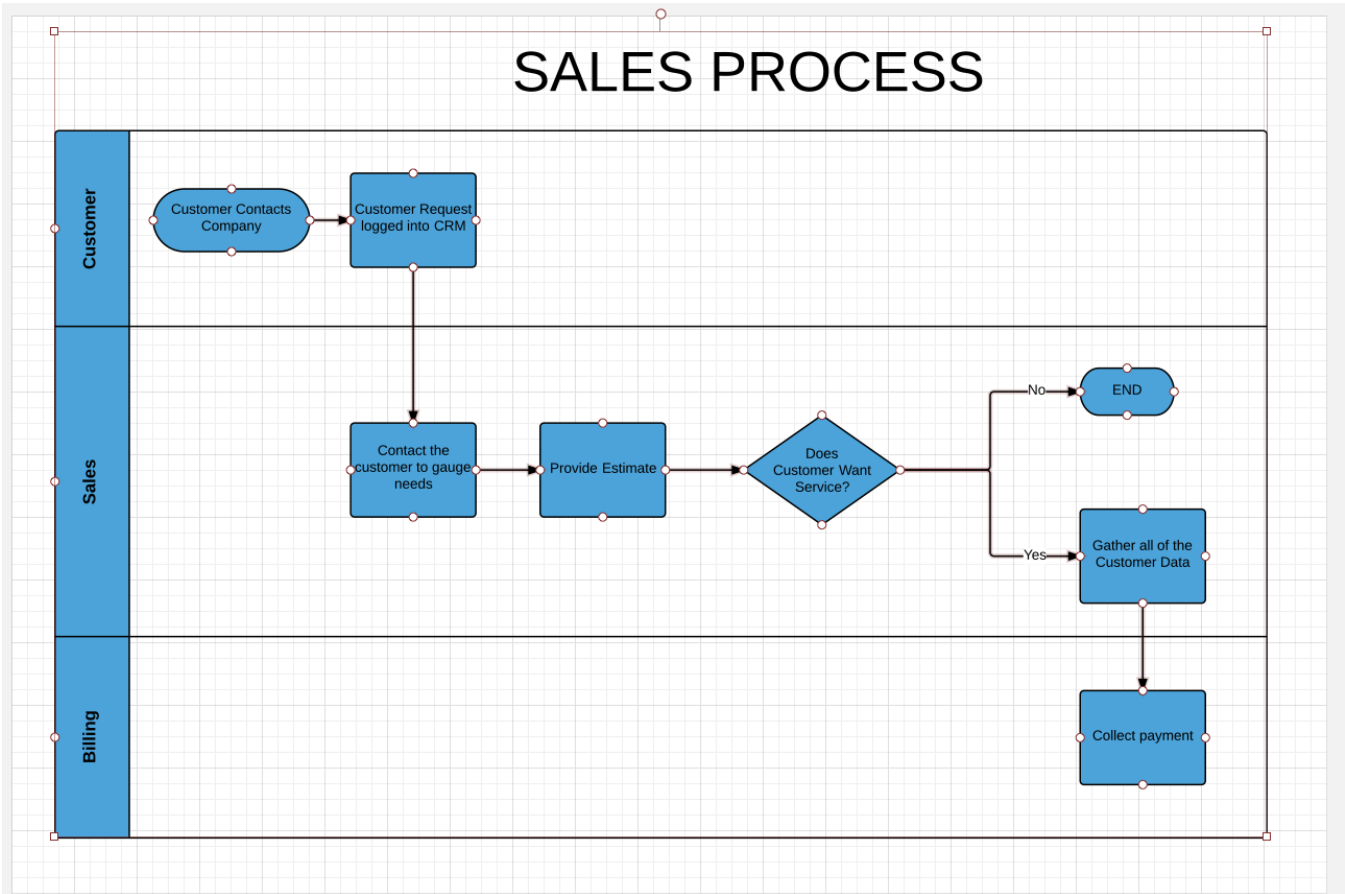 SALES PROCESS
Customer
Customer Contacts
Company
Customer Request
logged into CRM
Sales
Contact the
customer to gauge
needs
Provide Estimate
Does
Customer Want
Service?
No
END
Yes
Gather all of the
Customer Data
Billing
Collect payment